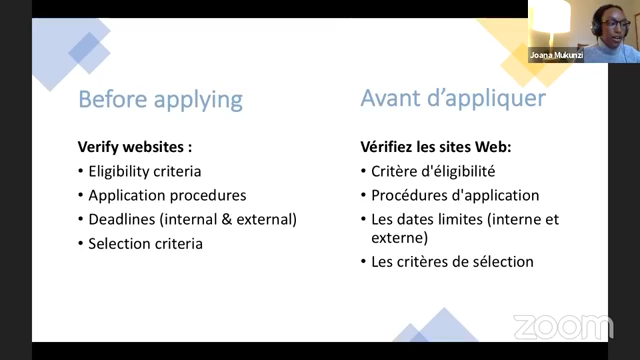 Joana Mukunzi
Before applying
Verify websites :
• Eligibility criteria
• Application procedures
• Deadlines (internal & external)
• Selection criteria
Avant d'appliquer
Vérifiez les sites Web:
• Critère d'éligibilité
• Procédures d'application
• Les dates limites (interne et
externe)
• Les critères de sélection
zoom